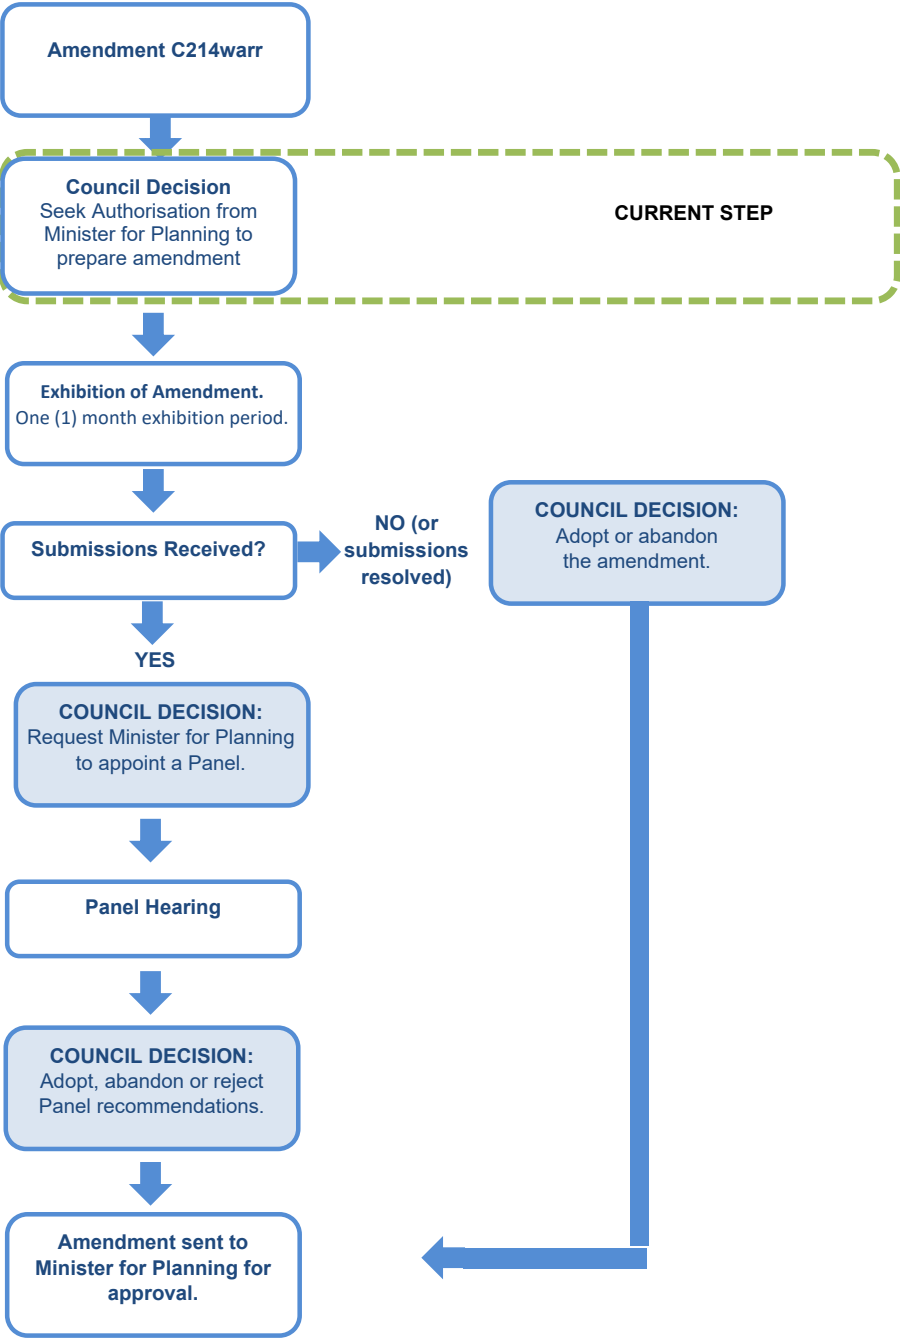 Amendment C214warr
Council Decision
Seek Authorisation from
Minister for Planning to
prepare amendment
CURRENT STEP
Exhibition of Amendment.
One (1) month exhibition period.
Submissions Received?
NO (or
submissions
resolved)
COUNCIL DECISION:
Adopt or abandon
the amendment.
YES
COUNCIL DECISION:
Request Minister for Planning
to appoint a Panel.
Panel Hearing
COUNCIL DECISION:
Adopt, abandon or reject
Panel recommendations.
Amendment sent to
Minister for Planning for
approval.